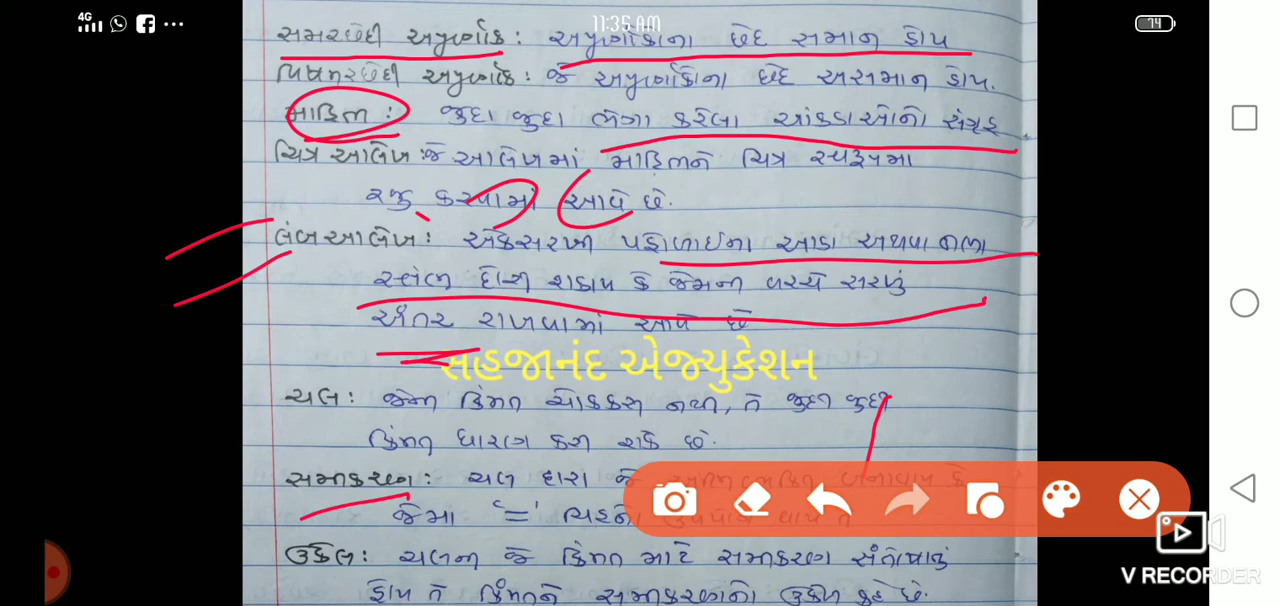 4G 11:35 AM 74
સમચ્છેદી અપૂર્ણાંક: અપૂર્ણાંકોના છેદ સમાન હોય
અપૂર્ણાંક: જે અપૂર્ણાંકોના છેદ અસમાન હોય.
માહિતી: જુદા જુદા ભેગા કરેલા આંકડાઓનો સંગ્રહ
ચિત્ર આલેખ: જે આલેખમાં માહિતને ચિત્ર સ્વરૂપમા
રજુ કરવામાં આવે છે.
લંબઆલેખ: એકસરખી પહોળાઈના આડા અથવા ઊભા
સ્તંભ દોરી શકાય કે જેમની વચ્ચે સરખું
અંતર રાખવામાં આવે છે
સહજાનંદ એજ્યુકેશન
ચલ: જેની કિંમત ચોક્કસ નથી, તે જુદી જુદી
કિંમત ધારણ કરી શકે છે.
સમીકરણ: ચલ દ્વારા જે
જેમા '=' ચિહ્નનો
V RECORDER
ઉકેલ: ચલની જે કિંમત માટે સમીકરણ સંતોષાતું
હોય તે કિંમતને સમીકરણનો ઉકેલ કહે છે.